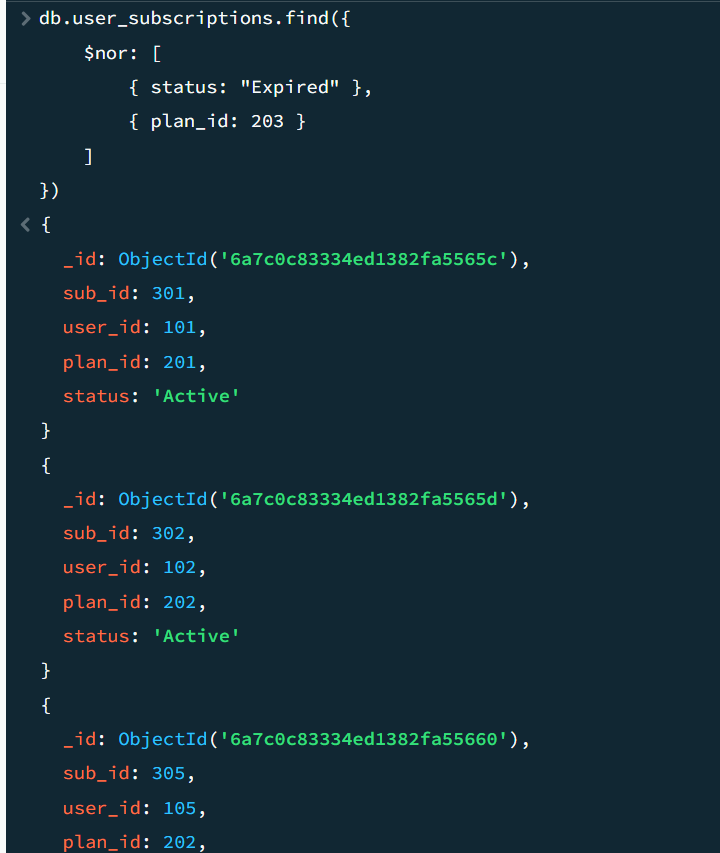 > db.user_subscriptions.find({
$nor: [
{ status: "Expired" },
{ plan_id: 203 }
]
})
< {
_id: ObjectId('6a7c0c83334ed1382fa5565c'),
sub_id: 301,
user_id: 101,
plan_id: 201,
status: 'Active'
}
{
_id: ObjectId('6a7c0c83334ed1382fa5565d'),
sub_id: 302,
user_id: 102,
plan_id: 202,
status: 'Active'
}
{
_id: ObjectId('6a7c0c83334ed1382fa55660'),
sub_id: 305,
user_id: 105,
plan_id: 202,